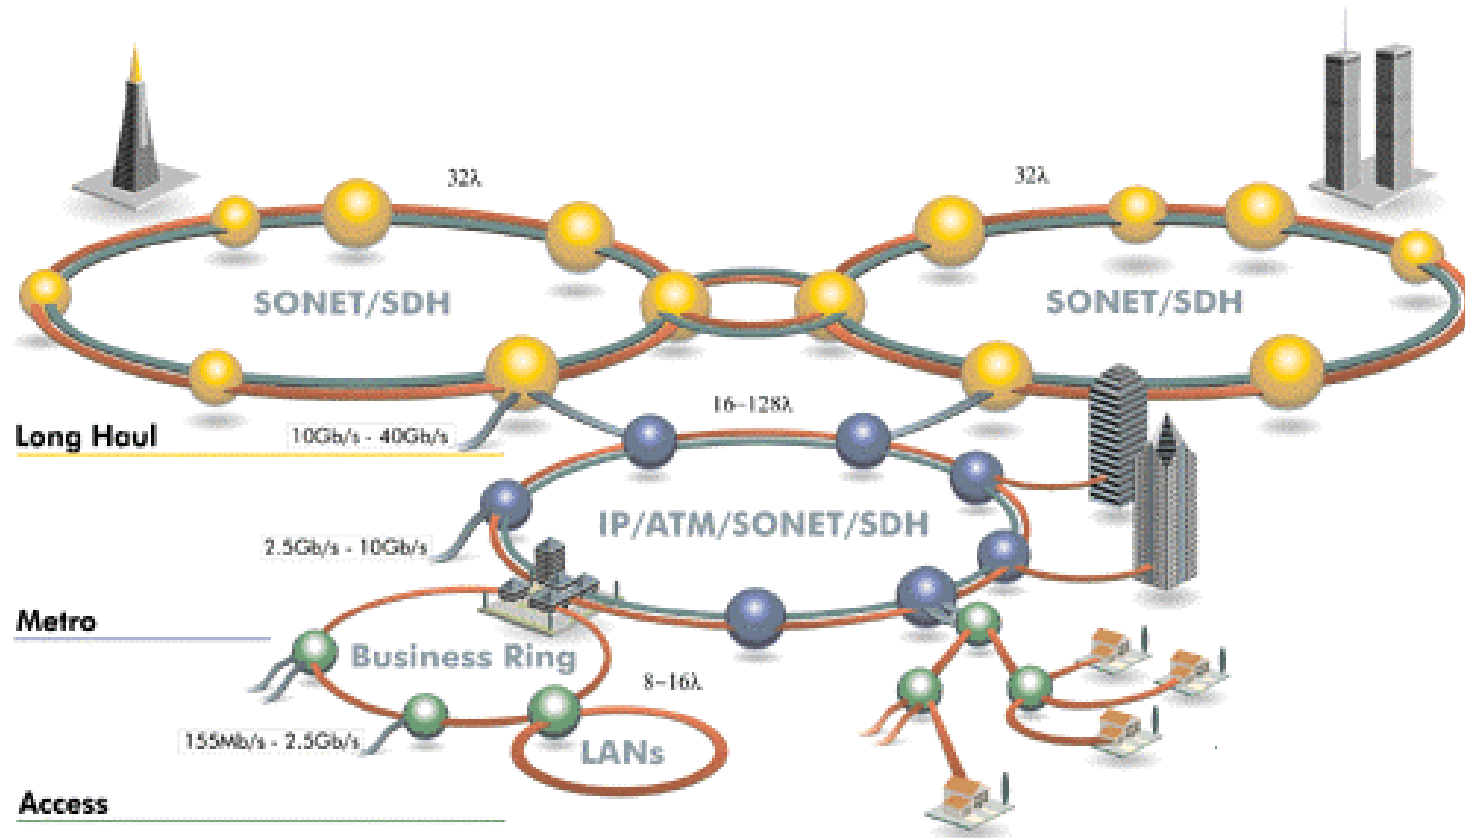 32λ
32λ
SONET/SDH
SONET/SDH
16–128λ
Long Haul
10Gb/s - 40Gb/s
IP/ATM/SONET/SDH
2.5Gb/s - 10Gb/s
Metro
Business Ring
8–16λ
155Mb/s - 2.5Gb/s
LANs
Access